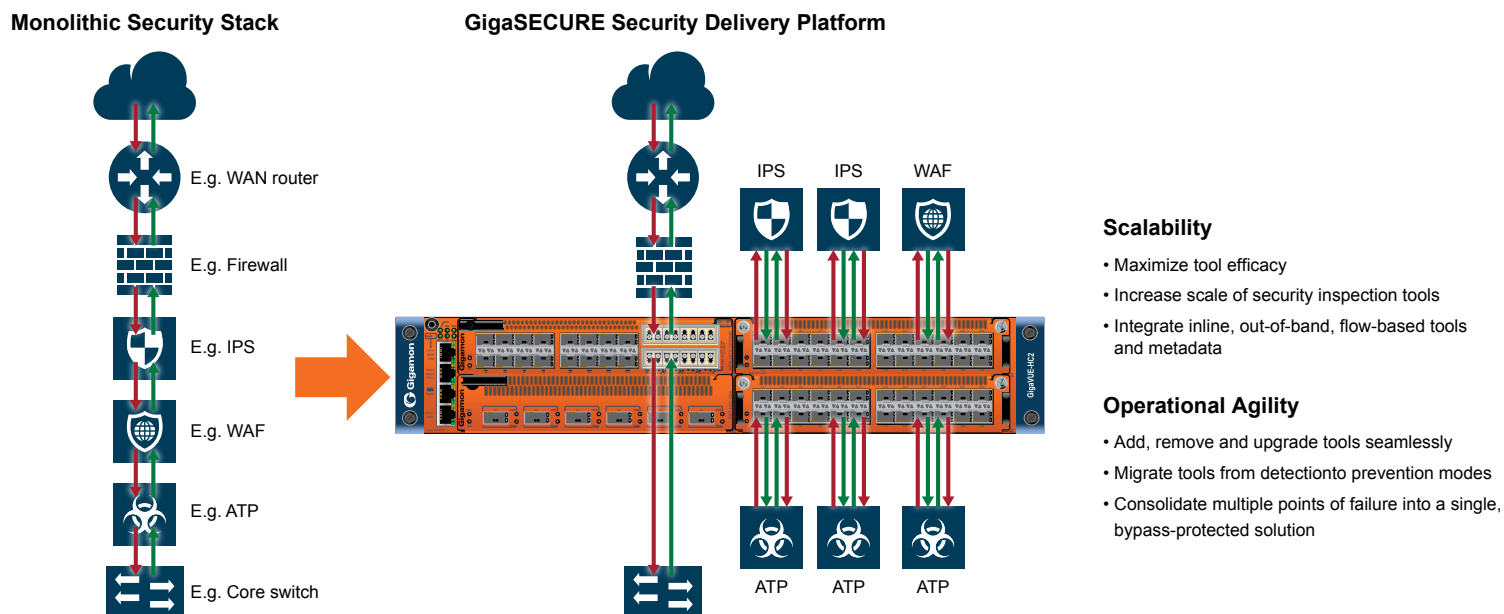 Monolithic Security Stack
GigaSECURE Security Delivery Platform
E.g. WAN router
E.g. Firewall
E.g. IPS
E.g. WAF
E.g. ATP
E.g. Core switch
IPS
IPS
WAF
Gigamon
Gigamon
Gigamon
GigaVUE-HC2
ATP
ATP
ATP
Scalability
• Maximize tool efficacy
• Increase scale of security inspection tools
• Integrate inline, out-of-band, flow-based tools
and metadata
Operational Agility
• Add, remove and upgrade tools seamlessly
• Migrate tools from detectionto prevention modes
• Consolidate multiple points of failure into a single,
bypass-protected solution